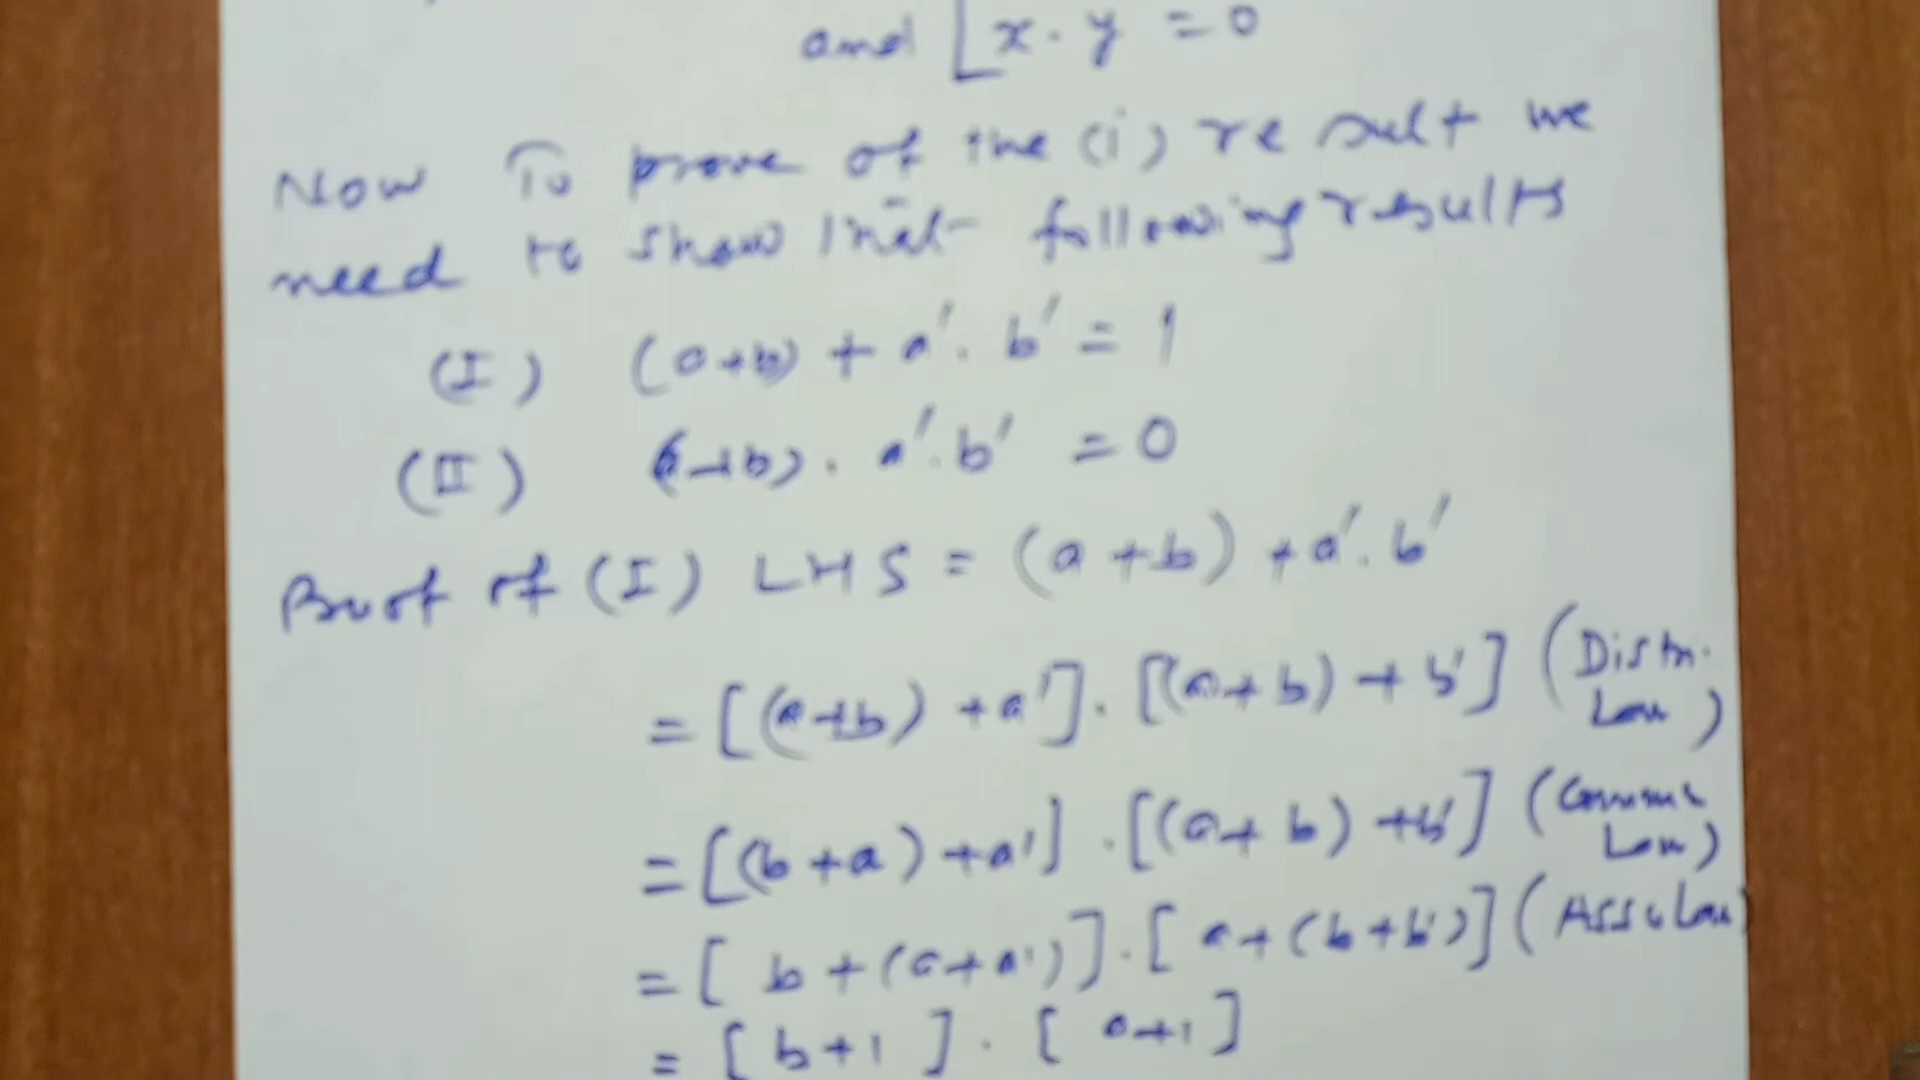 and [x. y = 0
Now To prove of the (i) result we
need to show that following results
(I) (a+b) + a'. b' = 1
(II) (a+b). a'. b' = 0
Proof of (I) LHS = (a+b) + a'. b'
= [(a+b) + a']. [(a+b) + b'] (Distri. Law)
= [(b+a) + a'] . [(a+b) + b'] (Commu Law)
= [b + (a+a')]. [a + (b+b')] (Asso Law)
= [b+1]. [a+1]